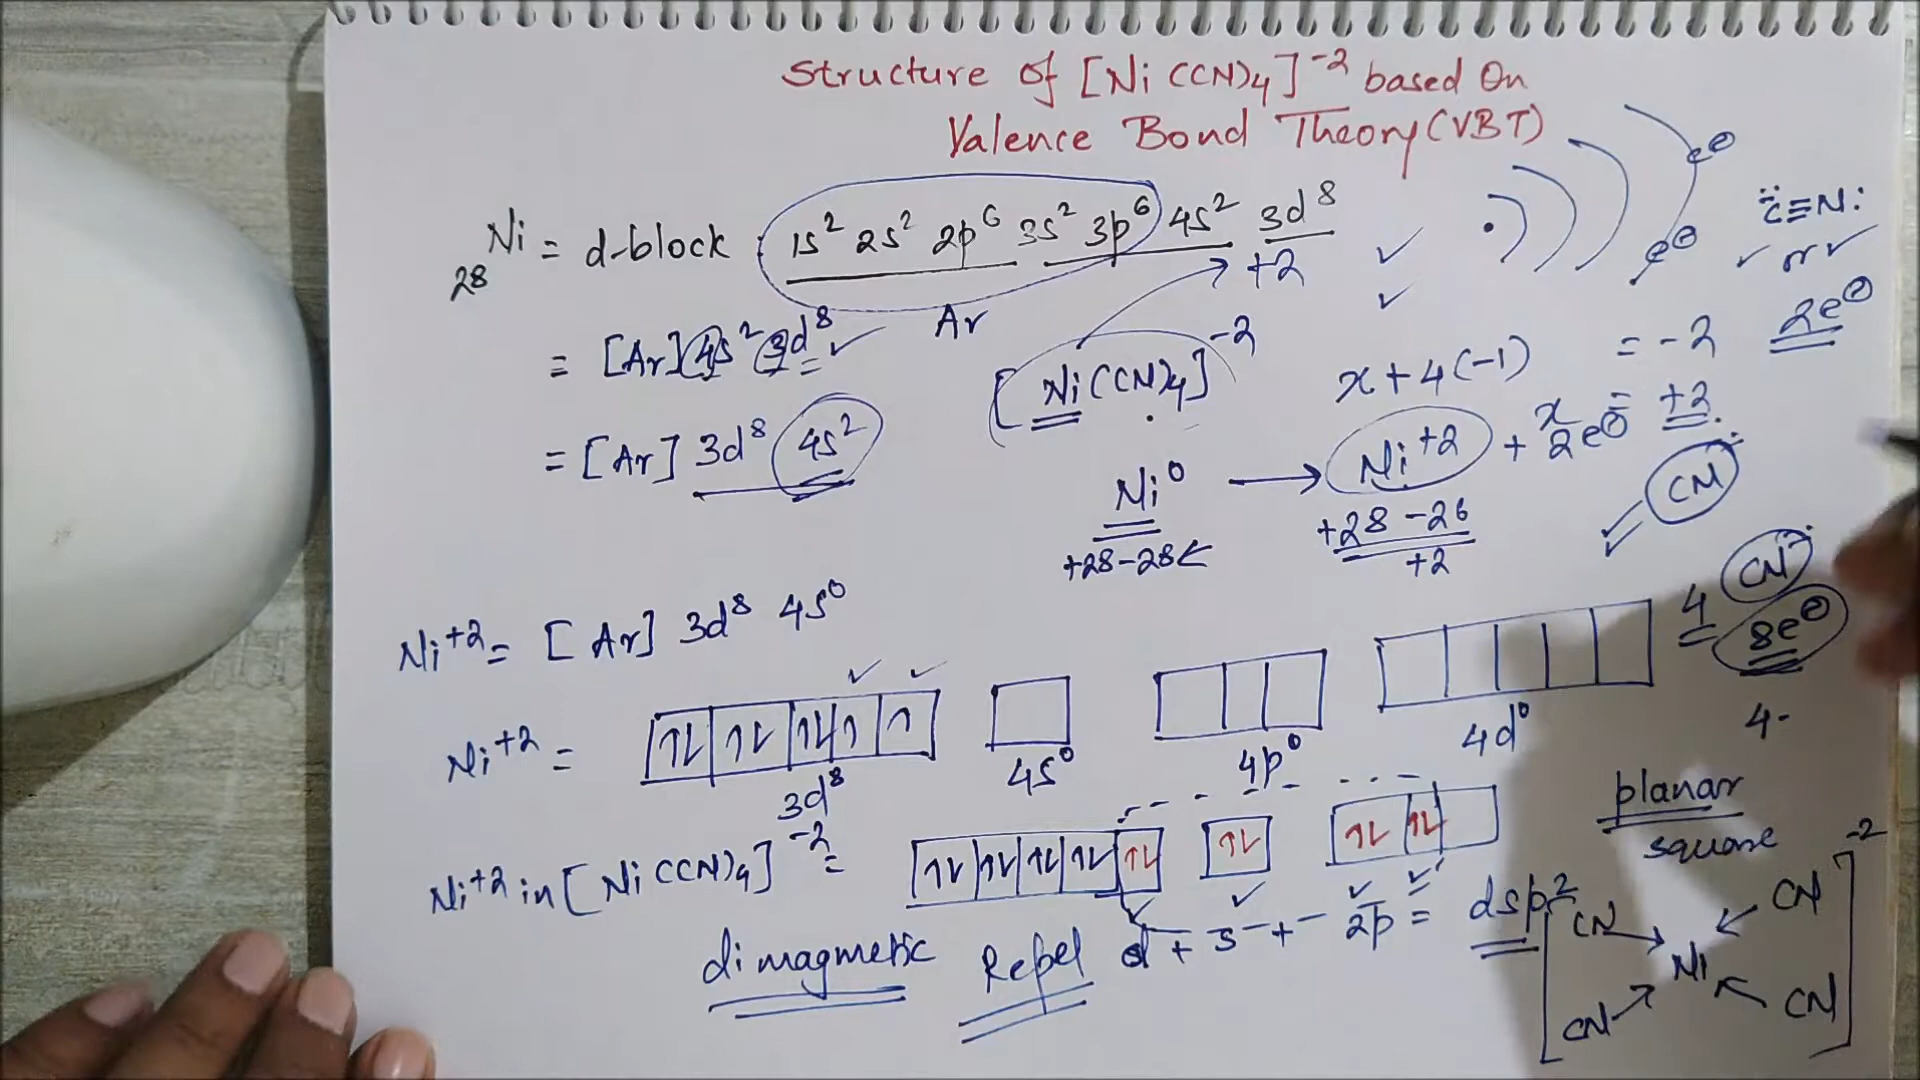 Structure of [Ni(CN)4]⁻² based On
Valence Bond Theory (VBT)
28Ni = d-block 1s² 2s² 2p⁶ 3s² 3p⁶ 4s² 3d⁸
+2
Ar
:C≡N:
or
2e⊖
e⊖
e⊖
= [Ar] 4s² 3d⁸
= [Ar] 3d⁸ 4s²
[Ni(CN)4]⁻²
x + 4(-1) = -2
x = +2
Ni⁰ → Ni⁺² + 2e⊖
+28-28
+28-26
+2
CN
4 CN
8e⊖
4-
Ni⁺² = [Ar] 3d⁸ 4s⁰
Ni⁺² = ↿⇂ ↿⇂ ↿⇂ ↿ ↿
3d⁸ 4s⁰ 4p⁰ 4d⁰
Ni⁺² in [Ni(CN)4]⁻² = ↿⇂ ↿⇂ ↿⇂ ↿⇂ ↿⇂ ↿⇂ ↿⇂ ↿⇂
d + s + 2p = dsp²
dimagnetic Repel
planar
square
[CN CN
Ni
CN CN]⁻²